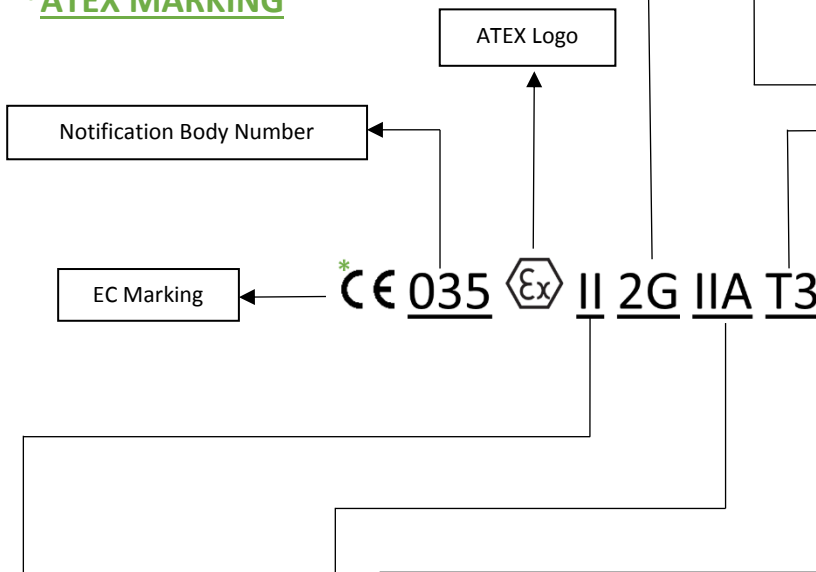 *ATEX MARKING
ATEX Logo
Notification Body Number
EC Marking
*CE 035 Ex II 2G IIA T3